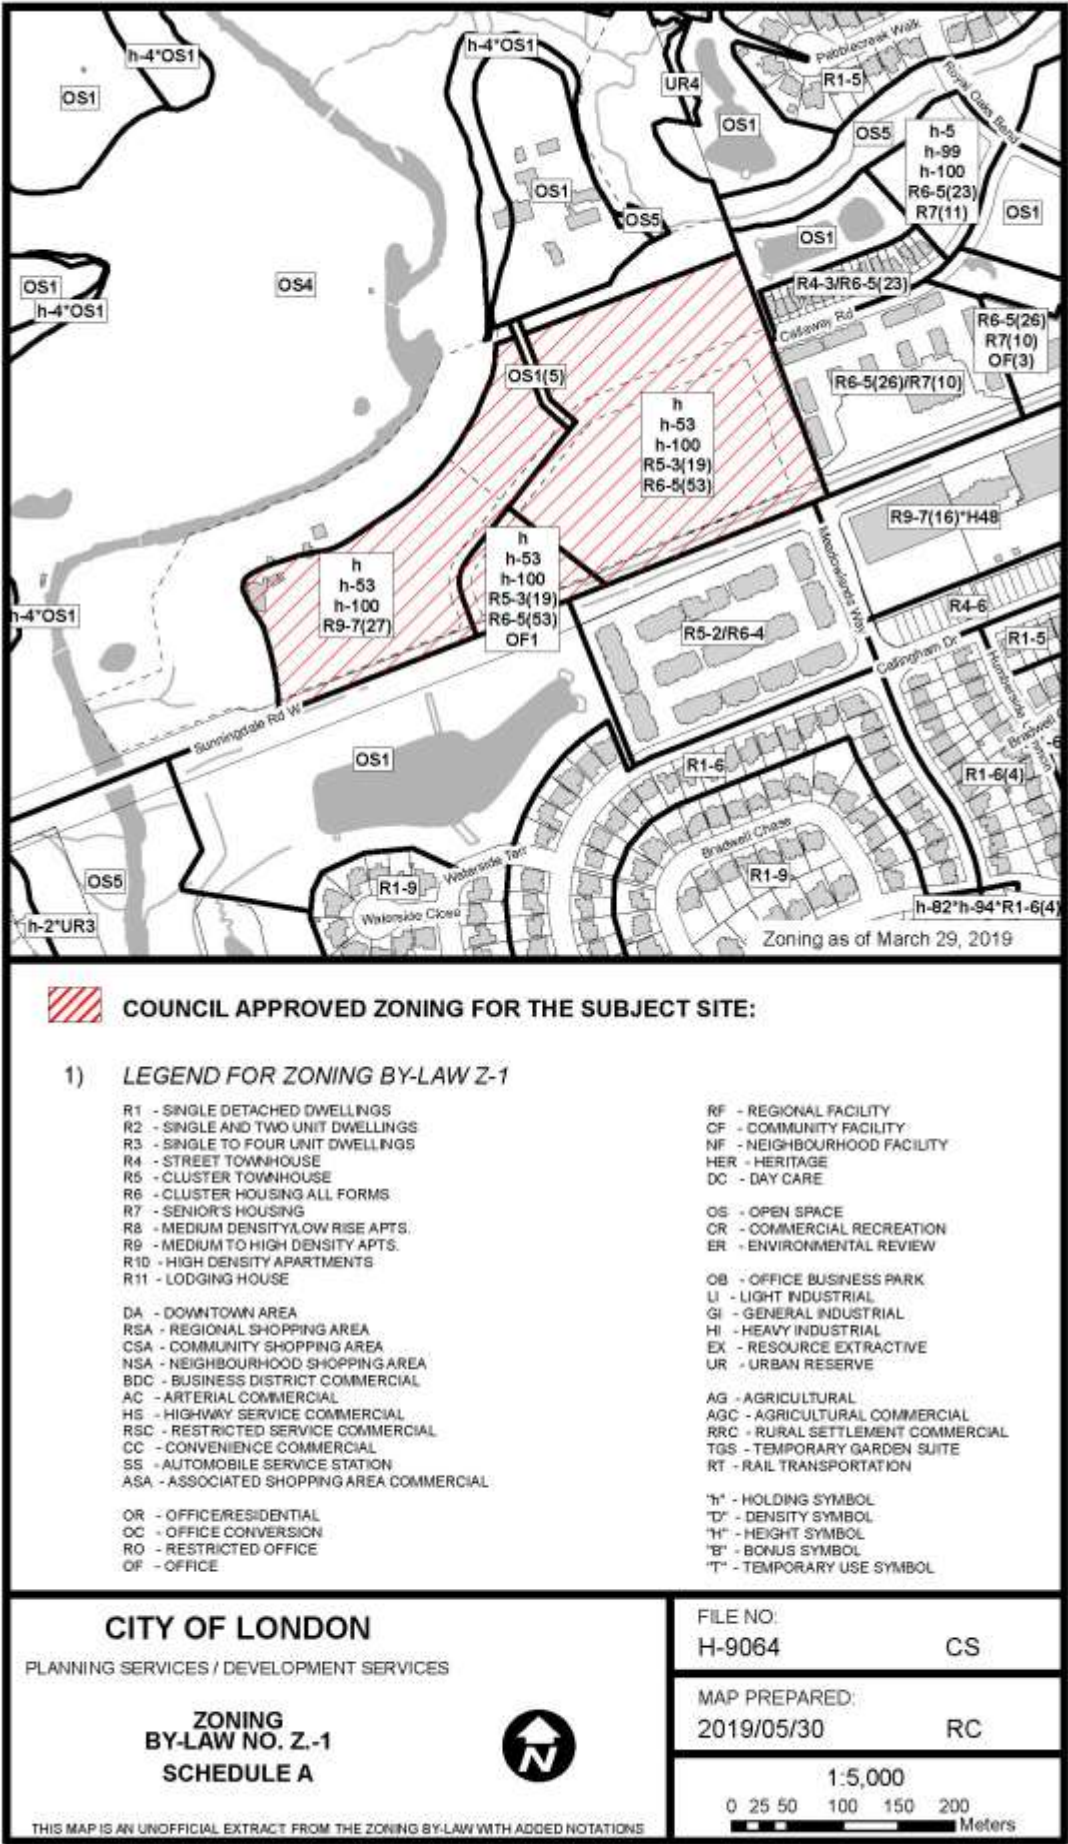 h-4*OS1
OS1
h-4*OS1
UR4
OS1
Pebblecreek Walk
R1-5
Royal Oaks Bend
OS5
h-5
h-99
h-100
R6-5(23)
R7(11)
OS1
OS1
OS5
OS1
OS1
h-4*OS1
OS4
R4-3/R6-5(23)
Callaway Rd
R6-5(26)
R7(10)
OF(3)
OS1(5)
R6-5(26)/R7(10)
h
h-53
h-100
R5-3(19)
R6-5(53)
R9-7(16)*H48
h
h-53
h-100
R9-7(27)
h
h-53
h-100
R5-3(19)
R6-5(53)
OF1
h-4*OS1
Meadowlands Way
R4-6
R5-2/R6-4
Callingham Dr
R1-5
Humberside
Bradwell
Sunningdale Rd W
OS1
R1-6
R1-6(4)
Bradwell Chase
Waterside Terr
OS5
R1-9
R1-9
Waterside Close
h-82*h-94*R1-6(4)
h-2*UR3
Zoning as of March 29, 2019
COUNCIL APPROVED ZONING FOR THE SUBJECT SITE:
1) LEGEND FOR ZONING BY-LAW Z-1
R1 - SINGLE DETACHED DWELLINGS
R2 - SINGLE AND TWO UNIT DWELLINGS
R3 - SINGLE TO FOUR UNIT DWELLINGS
R4 - STREET TOWNHOUSE
R5 - CLUSTER TOWNHOUSE
R6 - CLUSTER HOUSING ALL FORMS
R7 - SENIOR'S HOUSING
R8 - MEDIUM DENSITY/LOW RISE APTS.
R9 - MEDIUM TO HIGH DENSITY APTS.
R10 - HIGH DENSITY APARTMENTS
R11 - LODGING HOUSE
DA - DOWNTOWN AREA
RSA - REGIONAL SHOPPING AREA
CSA - COMMUNITY SHOPPING AREA
NSA - NEIGHBOURHOOD SHOPPING AREA
BDC - BUSINESS DISTRICT COMMERCIAL
AC - ARTERIAL COMMERCIAL
HS - HIGHWAY SERVICE COMMERCIAL
RSC - RESTRICTED SERVICE COMMERCIAL
CC - CONVENIENCE COMMERCIAL
SS - AUTOMOBILE SERVICE STATION
ASA - ASSOCIATED SHOPPING AREA COMMERCIAL
OR - OFFICE/RESIDENTIAL
OC - OFFICE CONVERSION
RO - RESTRICTED OFFICE
OF - OFFICE
RF - REGIONAL FACILITY
CF - COMMUNITY FACILITY
NF - NEIGHBOURHOOD FACILITY
HER - HERITAGE
DC - DAY CARE
OS - OPEN SPACE
CR - COMMERCIAL RECREATION
ER - ENVIRONMENTAL REVIEW
OB - OFFICE BUSINESS PARK
LI - LIGHT INDUSTRIAL
GI - GENERAL INDUSTRIAL
HI - HEAVY INDUSTRIAL
EX - RESOURCE EXTRACTIVE
UR - URBAN RESERVE
AG - AGRICULTURAL
AGC - AGRICULTURAL COMMERCIAL
RRC - RURAL SETTLEMENT COMMERCIAL
TGS - TEMPORARY GARDEN SUITE
RT - RAIL TRANSPORTATION
"h" - HOLDING SYMBOL
"D" - DENSITY SYMBOL
"H" - HEIGHT SYMBOL
"B" - BONUS SYMBOL
"T" - TEMPORARY USE SYMBOL
CITY OF LONDON
PLANNING SERVICES / DEVELOPMENT SERVICES
ZONING
BY-LAW NO. Z.-1
SCHEDULE A
N
THIS MAP IS AN UNOFFICIAL EXTRACT FROM THE ZONING BY-LAW WITH ADDED NOTATIONS
FILE NO:
H-9064 CS
MAP PREPARED:
2019/05/30 RC
1:5,000
0 25 50 100 150 200
Meters